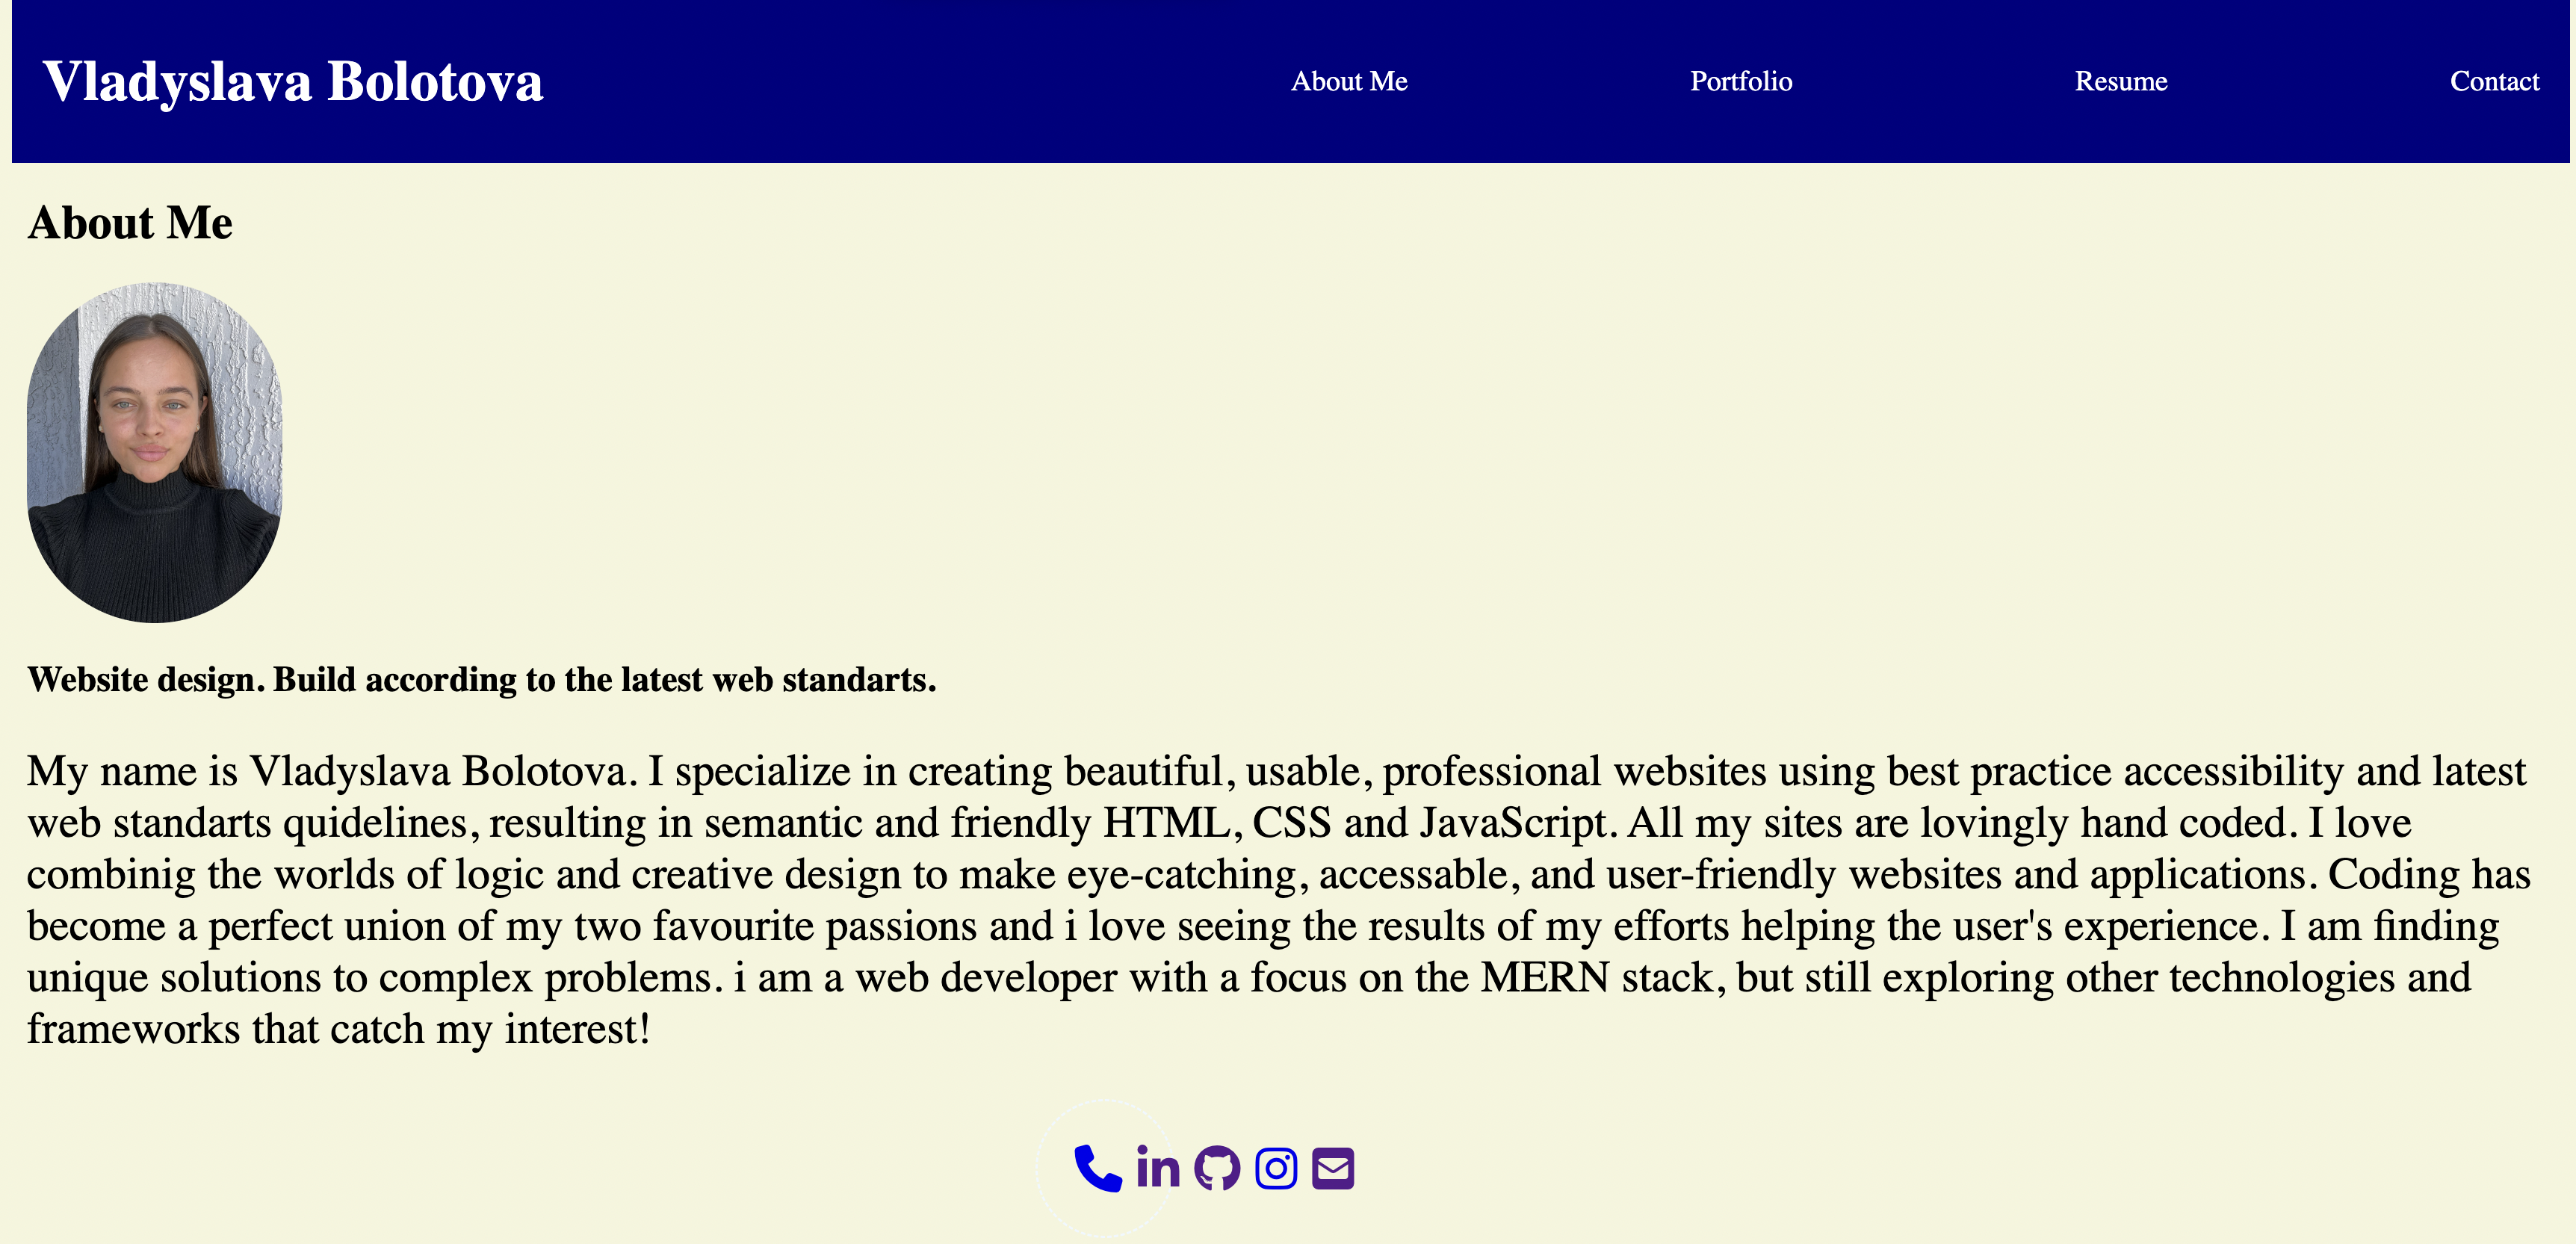 Vladyslava Bolotova
About Me
Portfolio
Resume
Contact
About Me
Website design. Build according to the latest web standarts.
My name is Vladyslava Bolotova. I specialize in creating beautiful, usable, professional websites using best practice accessibility and latest
web standarts quidelines, resulting in semantic and friendly HTML, CSS and JavaScript. All my sites are lovingly hand coded. I love
combinig the worlds of logic and creative design to make eye-catching, accessable, and user-friendly websites and applications. Coding has
become a perfect union of my two favourite passions and i love seeing the results of my efforts helping the user's experience. I am finding
unique solutions to complex problems. i am a web developer with a focus on the MERN stack, but still exploring other technologies and
frameworks that catch my interest!
in